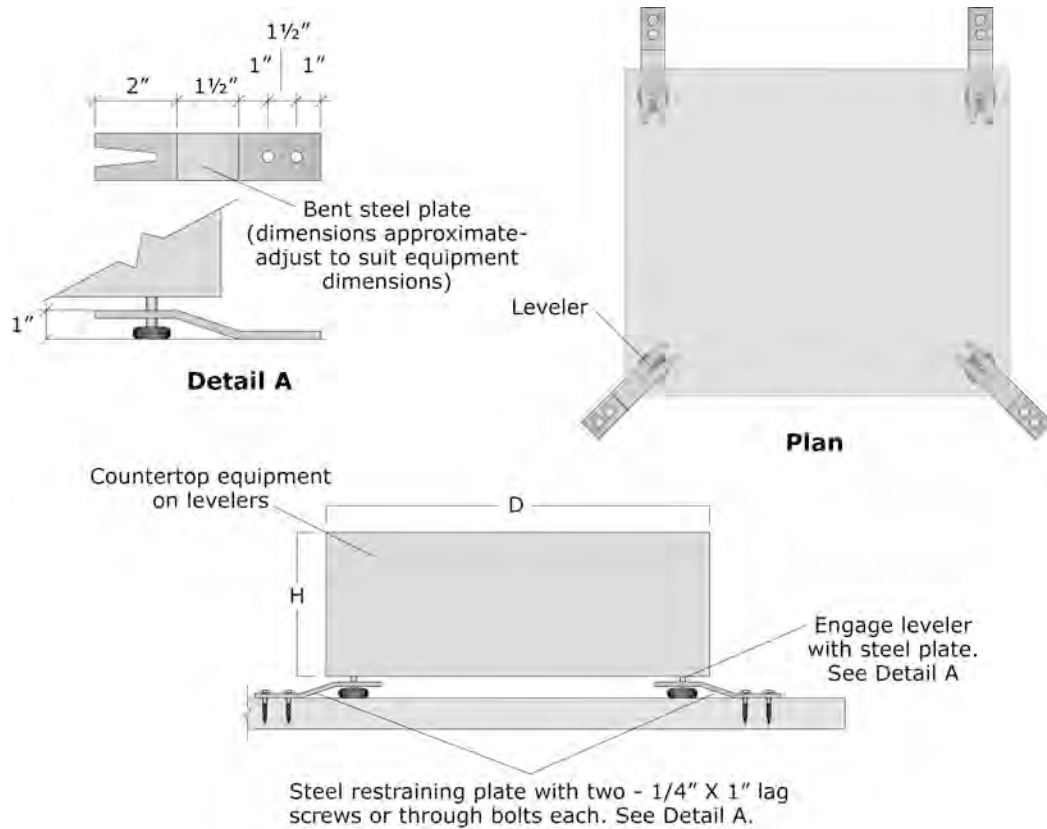 1½”
1”
1”
2”
1½”
Bent steel plate
(dimensions approximate-
adjust to suit equipment
dimensions)
1”
Detail A
Leveler
Plan
Countertop equipment
on levelers
D
H
Engage leveler
with steel plate.
See Detail A
Steel restraining plate with two - 1/4” X 1” lag
screws or through bolts each. See Detail A.